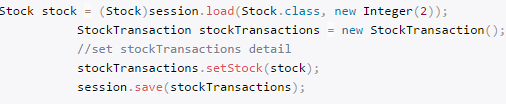 Stock stock = (Stock)session.load(Stock.class, new Integer(2));
StockTransaction stockTransactions = new StockTransaction();
//set stockTransactions detail
stockTransactions.setStock(stock);
session.save(stockTransactions);